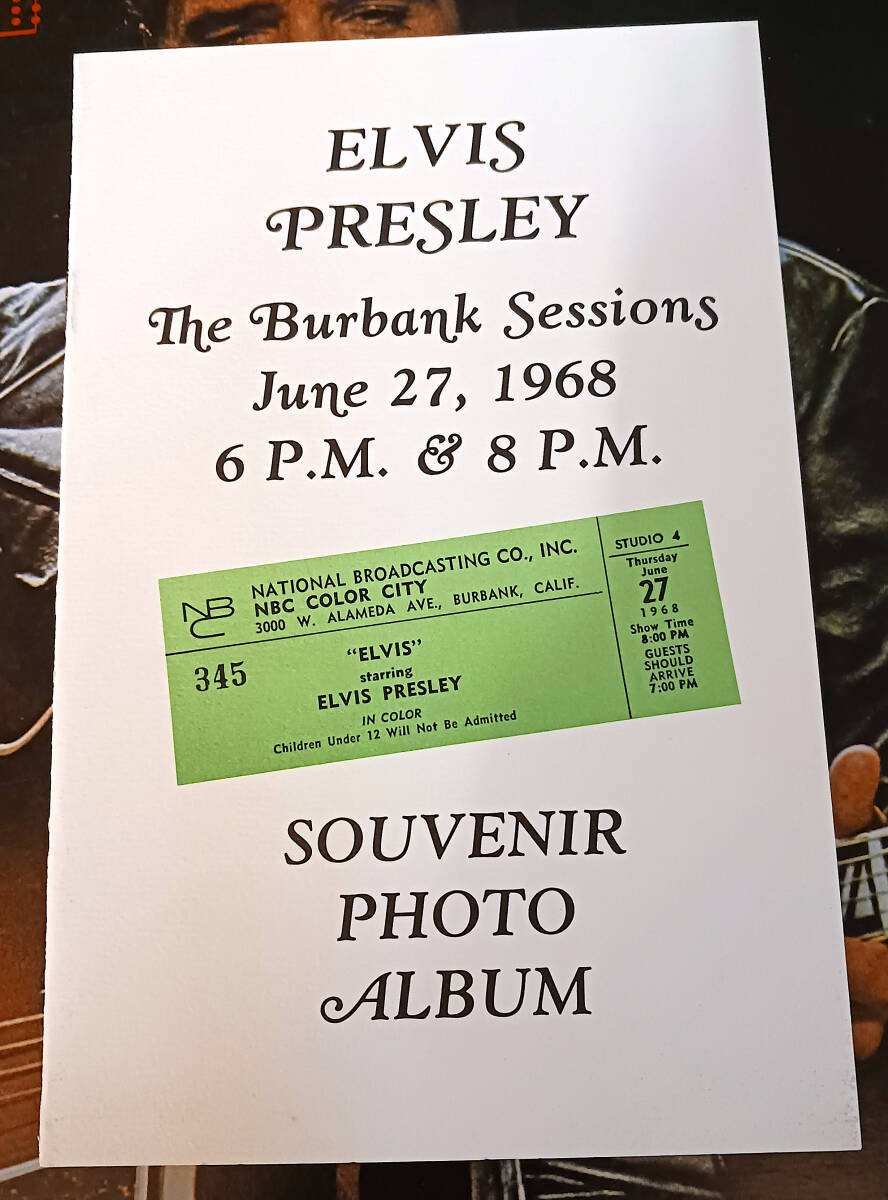 ELVIS
PRESLEY
The Burbank Sessions
June 27, 1968
6 P.M. & 8 P.M.
NBC
NATIONAL BROADCASTING CO., INC.
NBC COLOR CITY
3000 W. ALAMEDA AVE., BURBANK, CALIF.
345
"ELVIS"
starring
ELVIS PRESLEY
IN COLOR
Children Under 12 Will Not Be Admitted
STUDIO 4
Thursday
June
27
1968
Show Time
8:00 PM
GUESTS
SHOULD
ARRIVE
7:00 PM
SOUVENIR
PHOTO
ALBUM